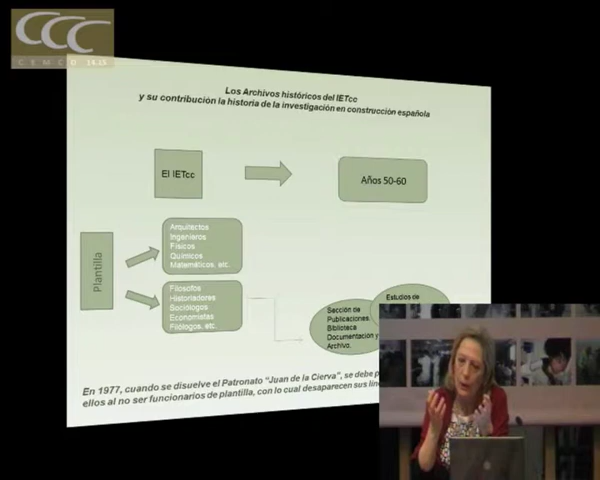 CCC
CEMCO 14.15
Los Archivos históricos del IETcc
y su contribución la historia de la investigación en construcción española
El IETcc
Años 50-60
Plantilla
Arquitectos
Ingenieros
Físicos
Químicos
Matemáticos, etc.
Filósofos
Historiadores
Sociólogos
Economistas
Filólogos, etc.
Sección de
Publicaciones
Biblioteca
Documentación y
Archivo.
Estudios de
En 1977, cuando se disuelve el Patronato "Juan de la Cierva", se debe
ellos al no ser funcionarios de plantilla, con lo cual desaparecen sus